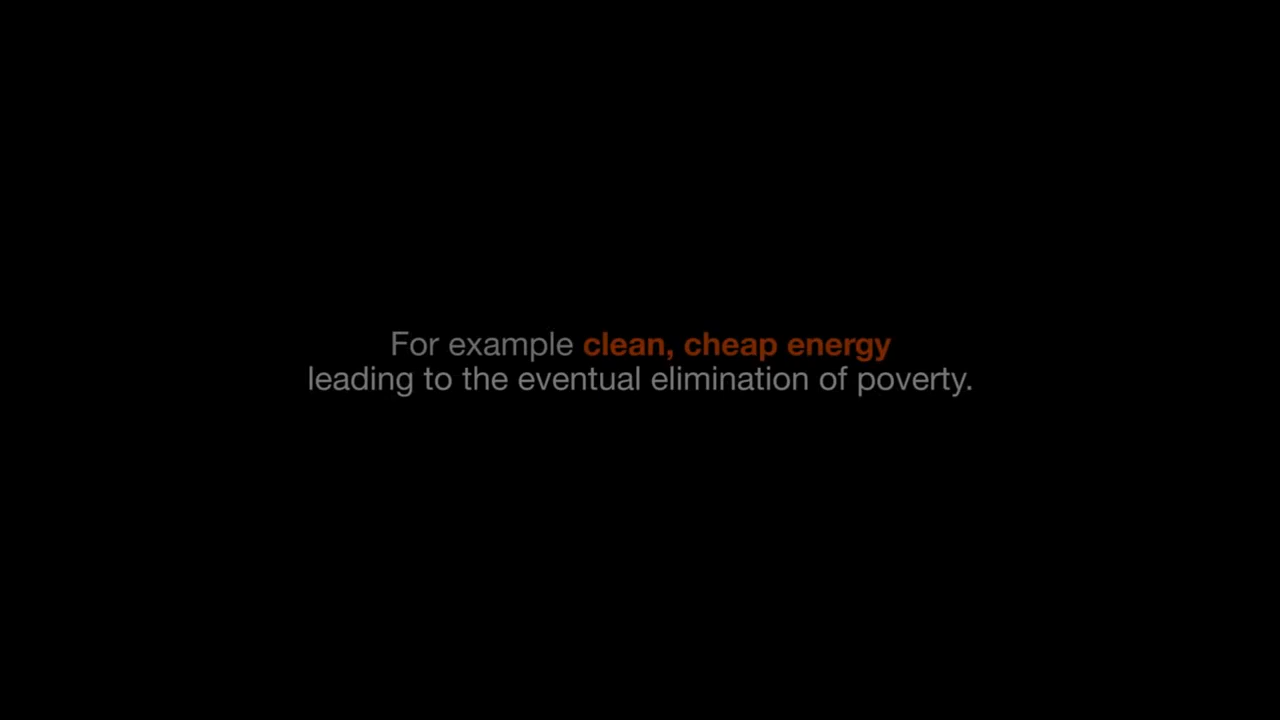 For example clean, cheap energy
leading to the eventual elimination of poverty.